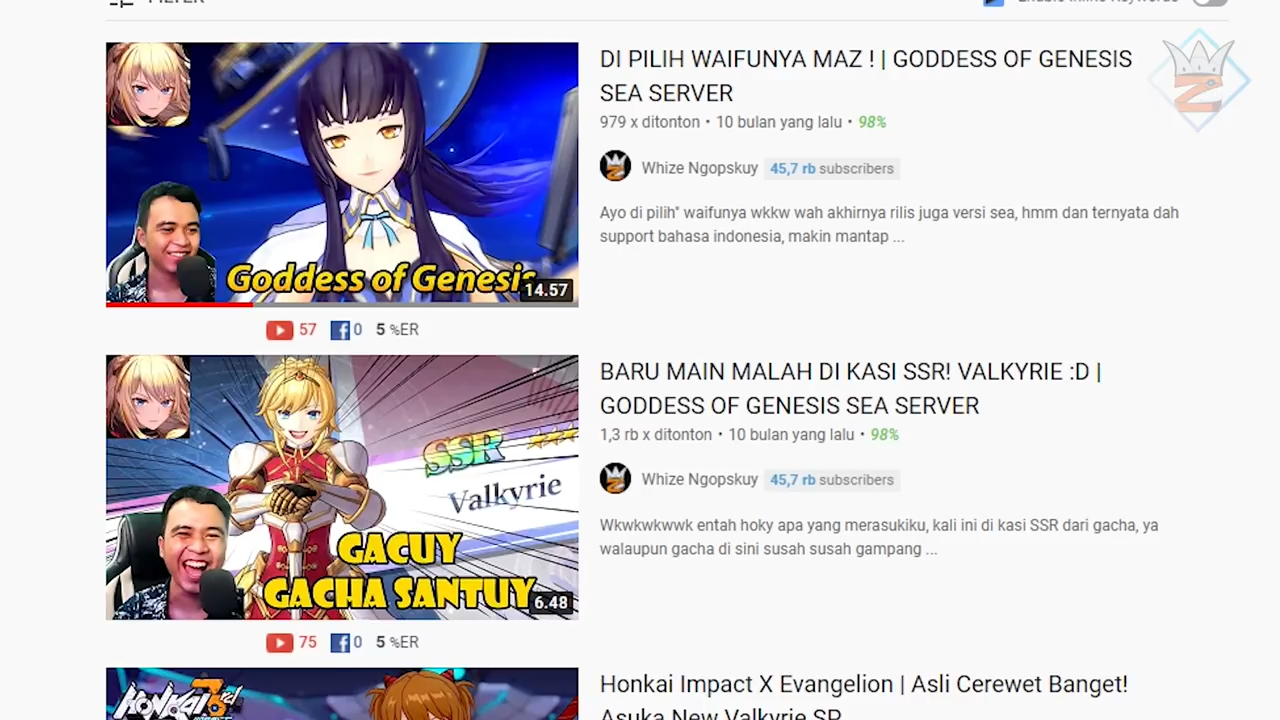 DI PILIH WAIFUNYA MAZ ! | GODDESS OF GENESIS
SEA SERVER
979 x ditonton • 10 bulan yang lalu • 98%
Whize Ngopskuy 45,7 rb subscribers
Ayo di pilih" waifunya wkkw wah akhirnya rilis juga versi sea, hmm dan ternyata dah
support bahasa indonesia, makin mantap ...
Goddess of Genesis
14.57
57 0 5 %ER
BARU MAIN MALAH DI KASI SSR! VALKYRIE :D |
GODDESS OF GENESIS SEA SERVER
1,3 rb x ditonton • 10 bulan yang lalu • 98%
Whize Ngopskuy 45,7 rb subscribers
Wkwkwkwwk entah hoky apa yang merasukiku, kali ini di kasi SSR dari gacha, ya
walaupun gacha di sini susah susah gampang ...
SSR
Valkyrie
GACUY
GACHA SANTUY
6.48
75 0 5 %ER
HONKAI 3rd
Honkai Impact X Evangelion | Asli Cerewet Banget!
Asuka New Valkyrie SP